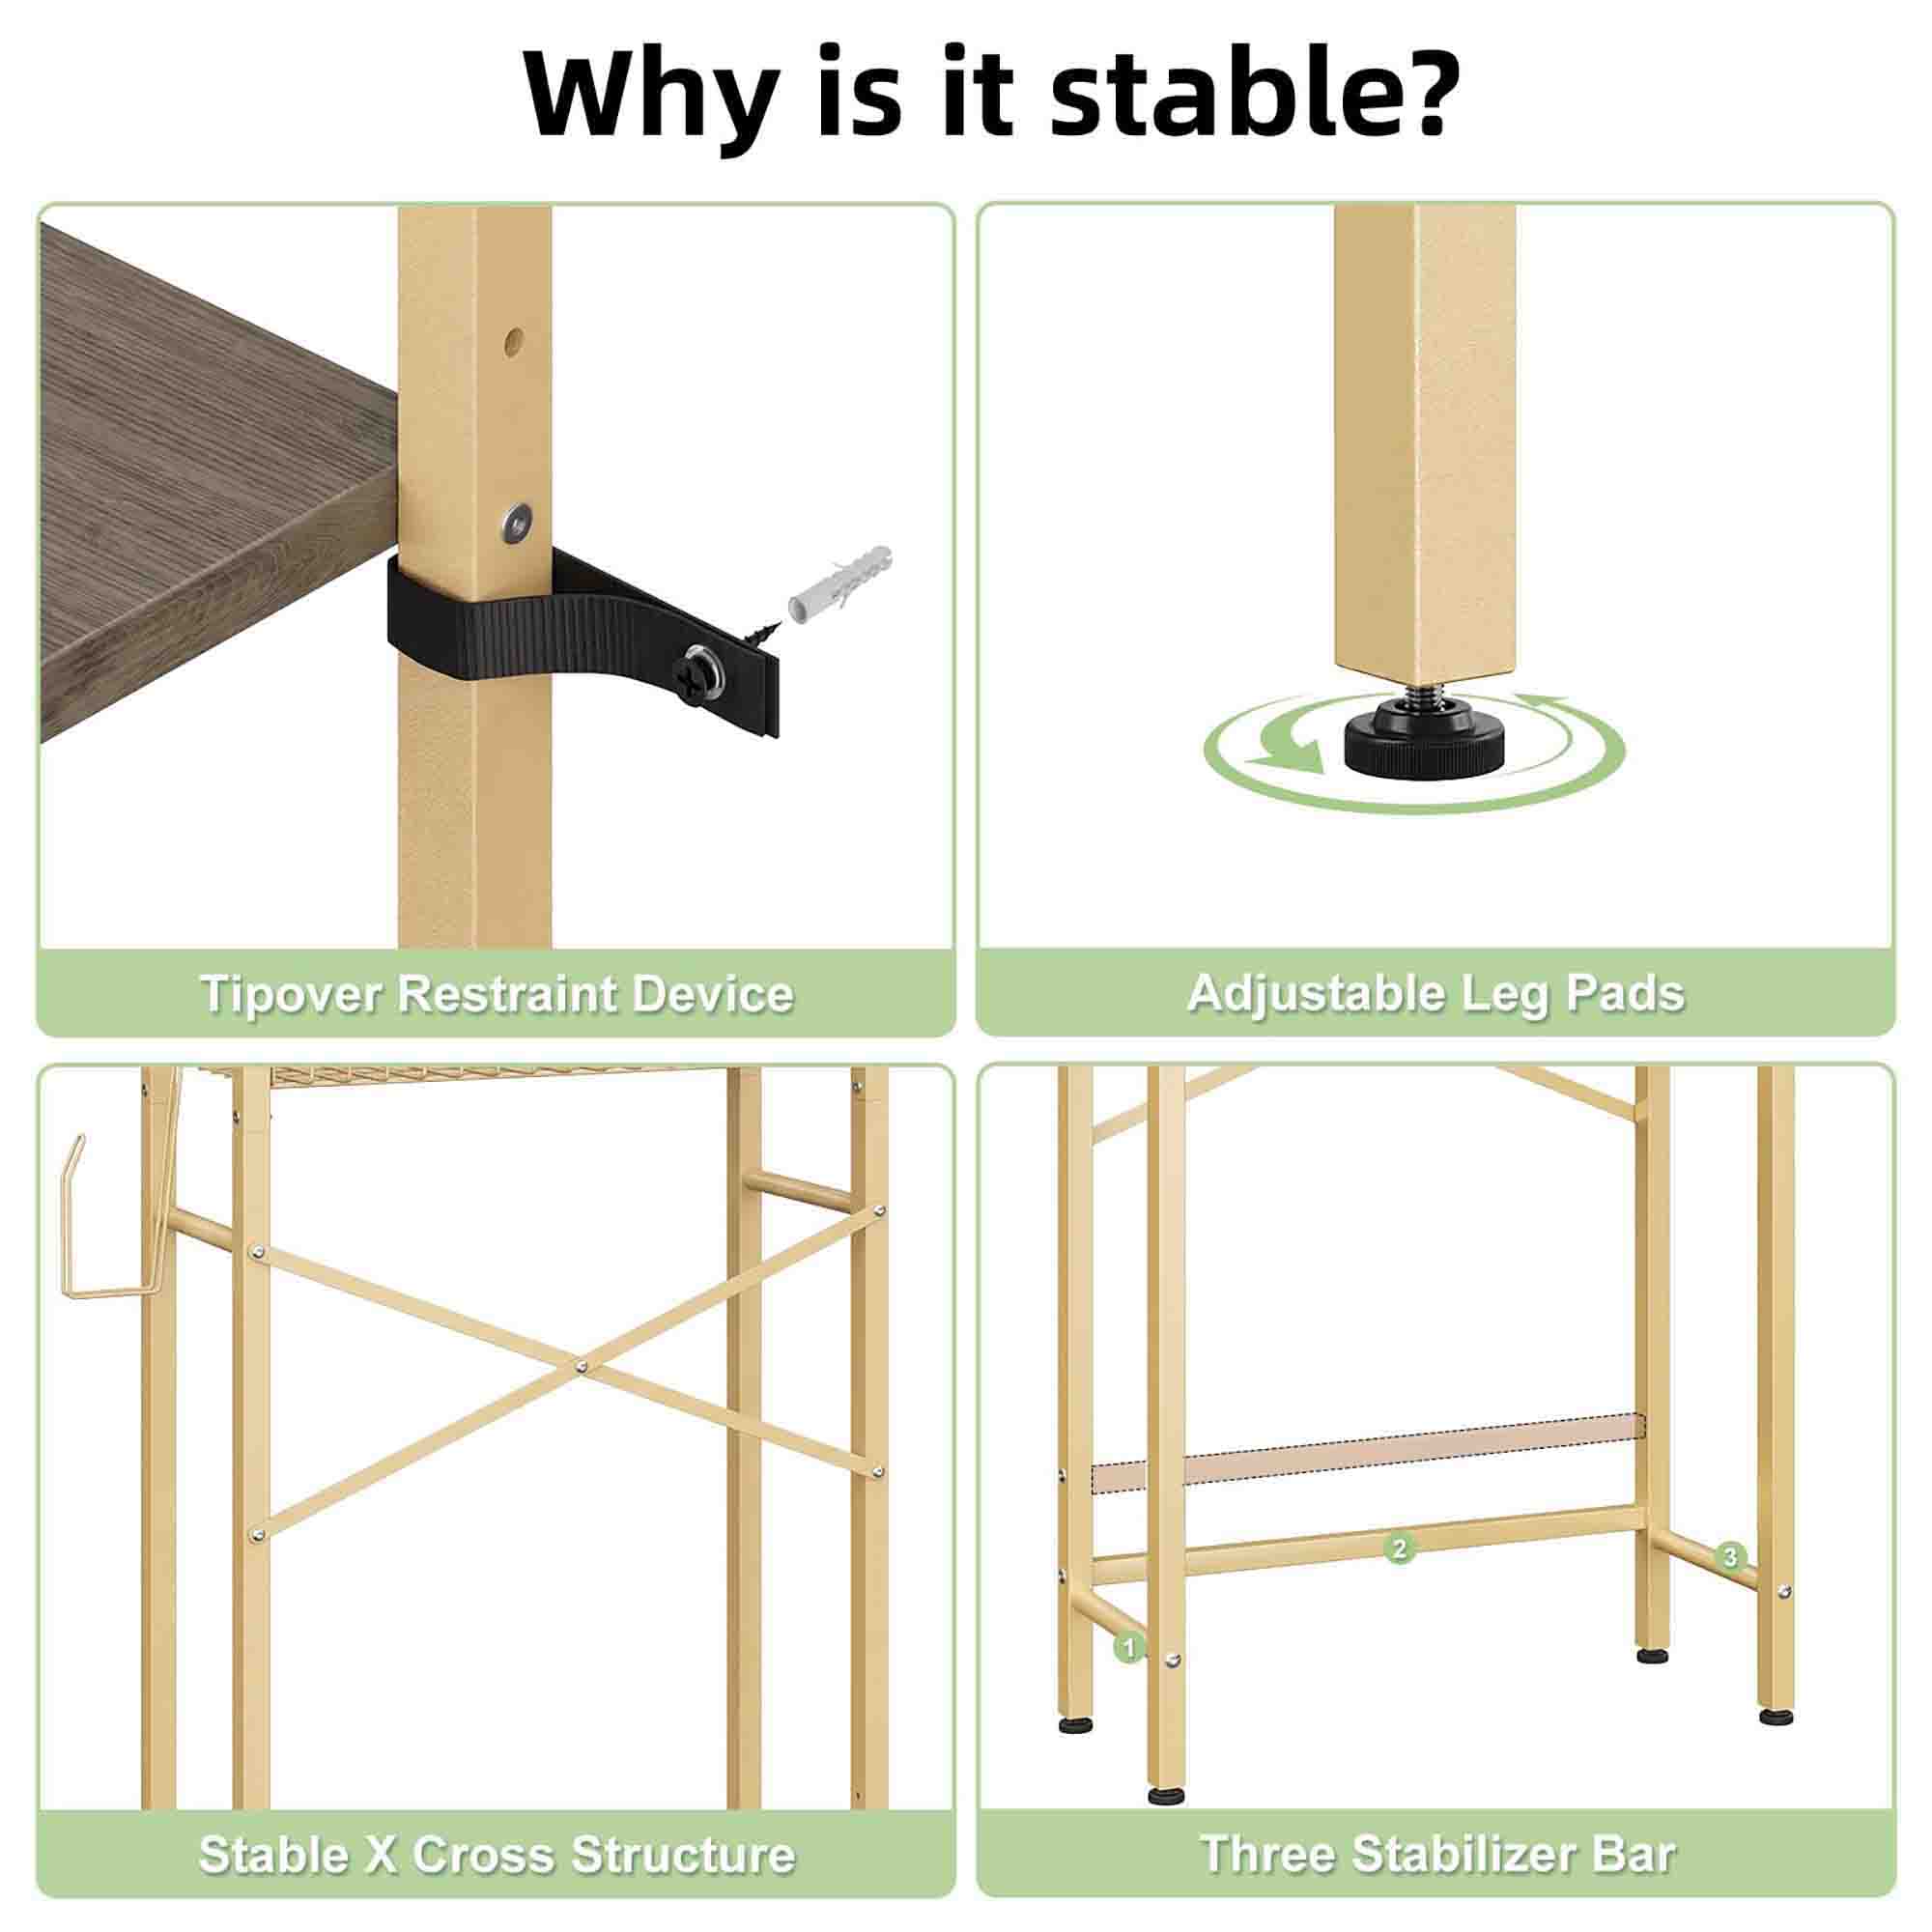 Why is it stable?
Tipover Restraint Device
Adjustable Leg Pads
Stable X Cross Structure
2
3
1
Three Stabilizer Bar